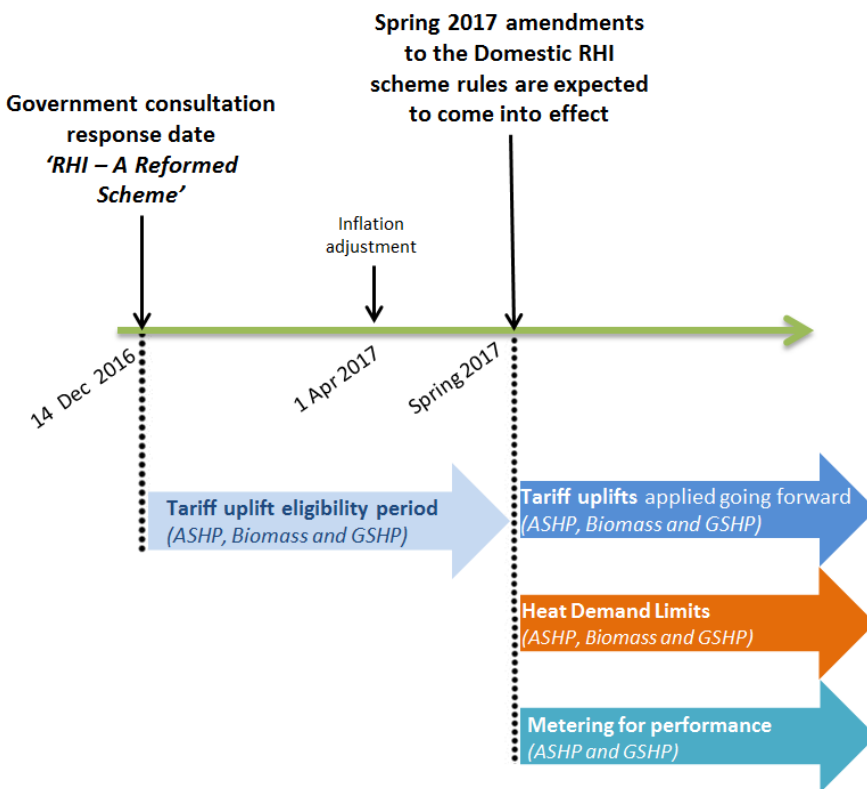 Spring 2017 amendments
to the Domestic RHI
scheme rules are expected
to come into effect
Government consultation
response date
‘RHI – A Reformed
Scheme’
Inflation
adjustment
14 Dec 2016
1 Apr 2017
Spring 2017
Tariff uplift eligibility period
(ASHP, Biomass and GSHP)
Tariff uplifts applied going forward
(ASHP, Biomass and GSHP)
Heat Demand Limits
(ASHP, Biomass and GSHP)
Metering for performance
(ASHP and GSHP)